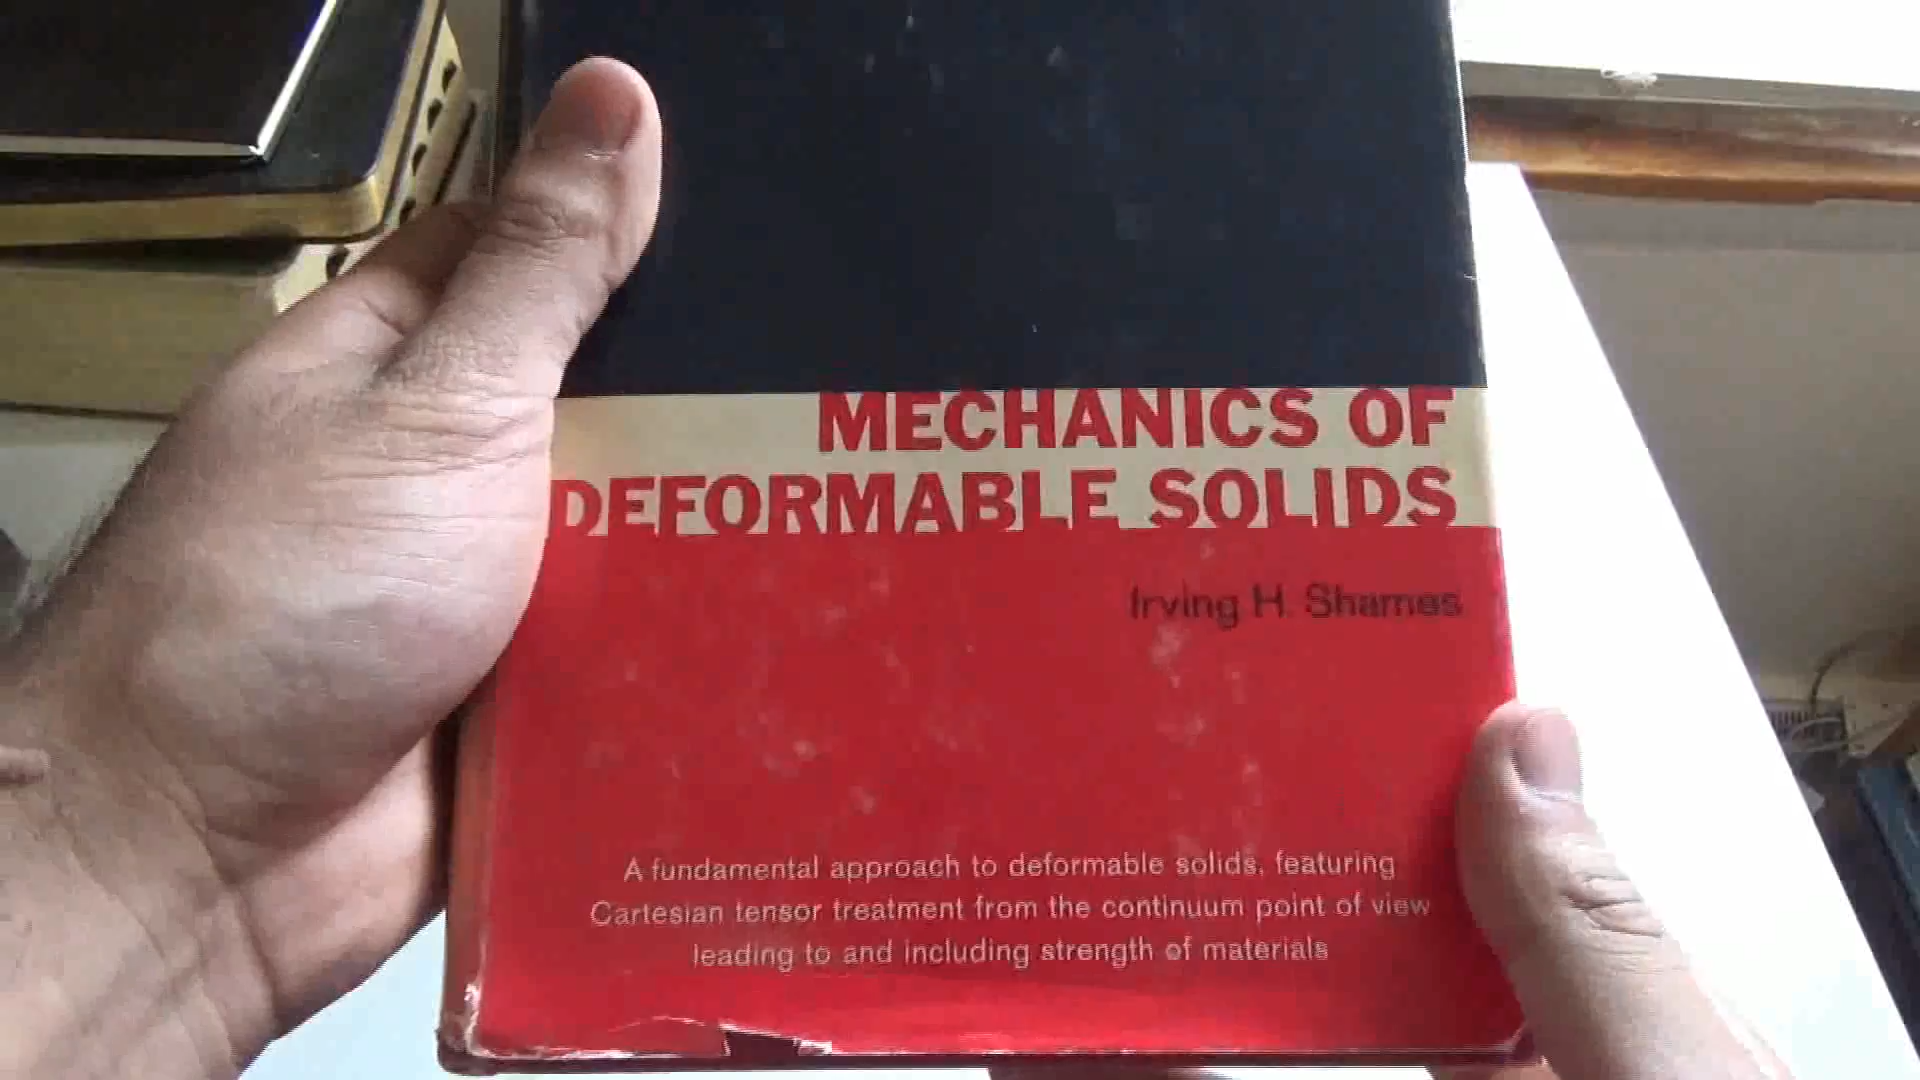 MECHANICS OF
DEFORMABLE SOLIDS
Irving H. Shames
A fundamental approach to deformable solids, featuring
Cartesian tensor treatment from the continuum point of view
leading to and including strength of materials